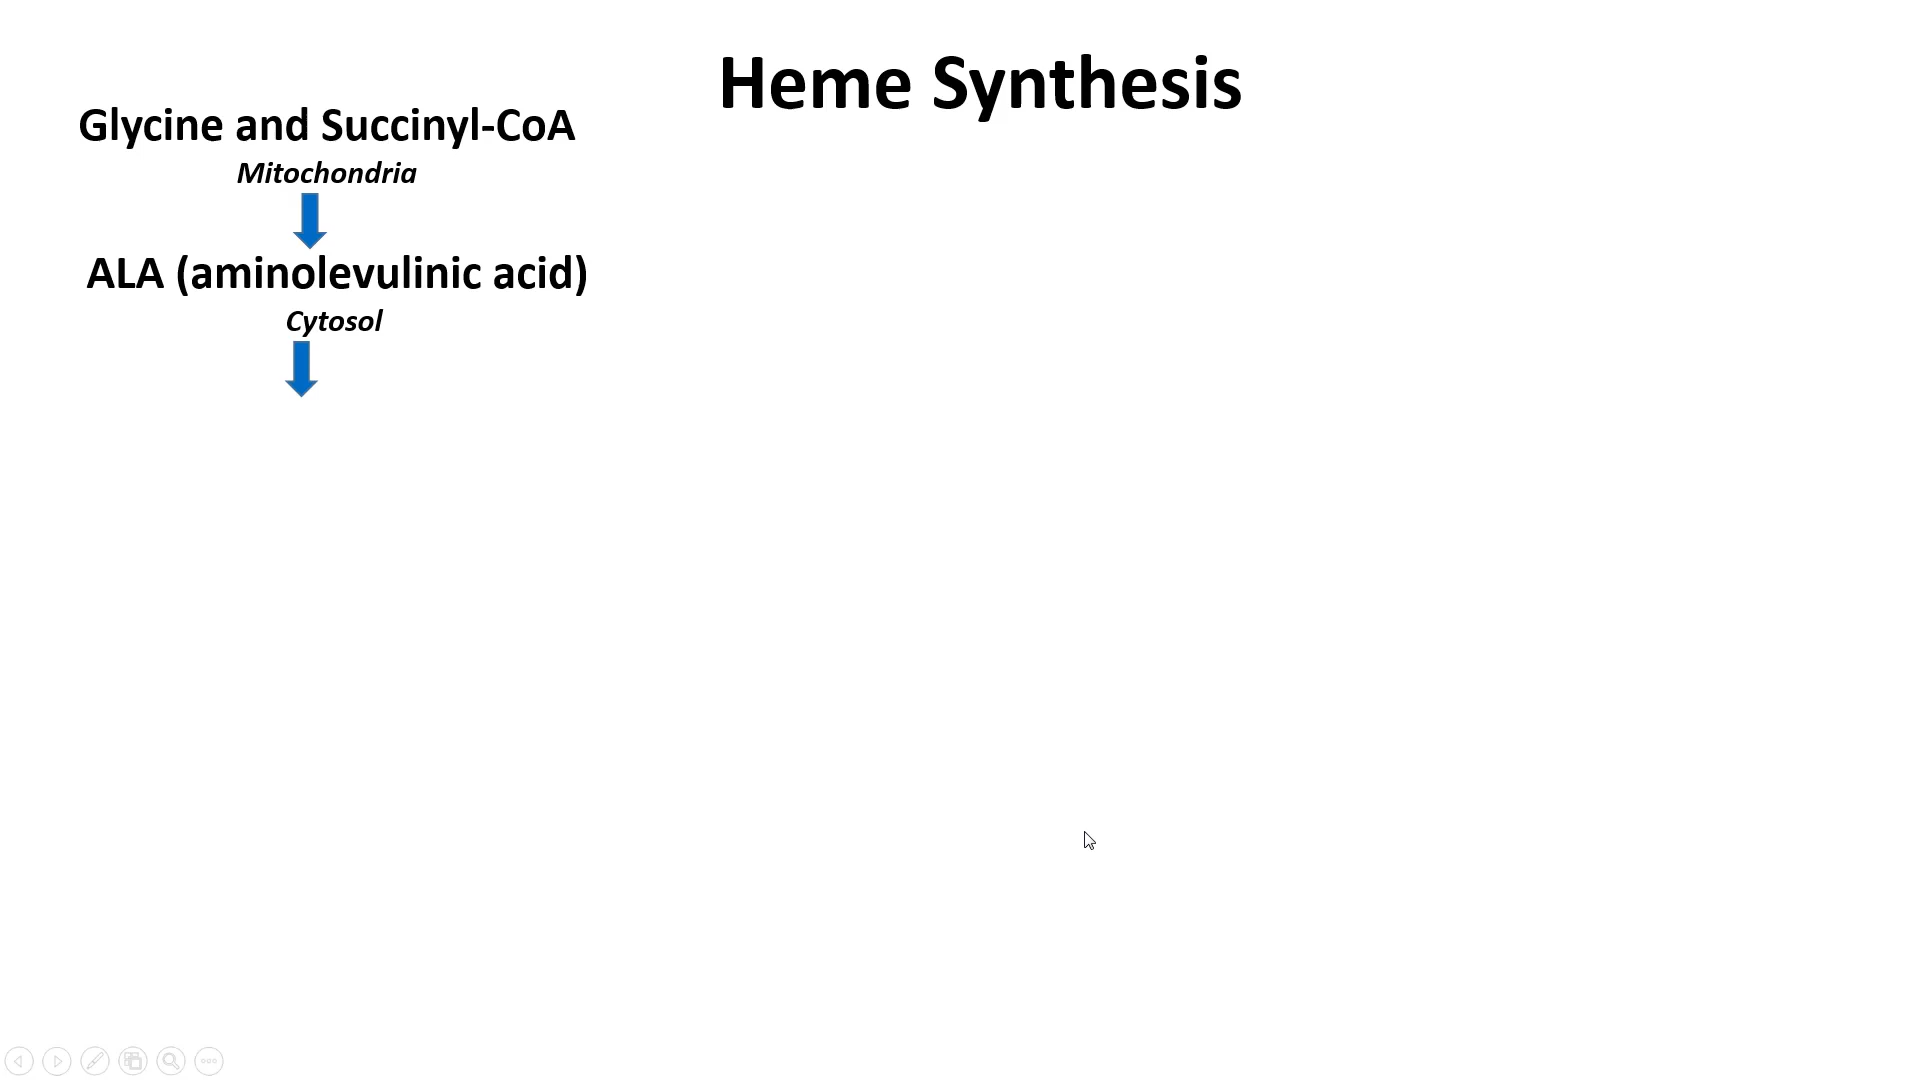 Heme Synthesis
Glycine and Succinyl-CoA
Mitochondria
ALA (aminolevulinic acid)
Cytosol